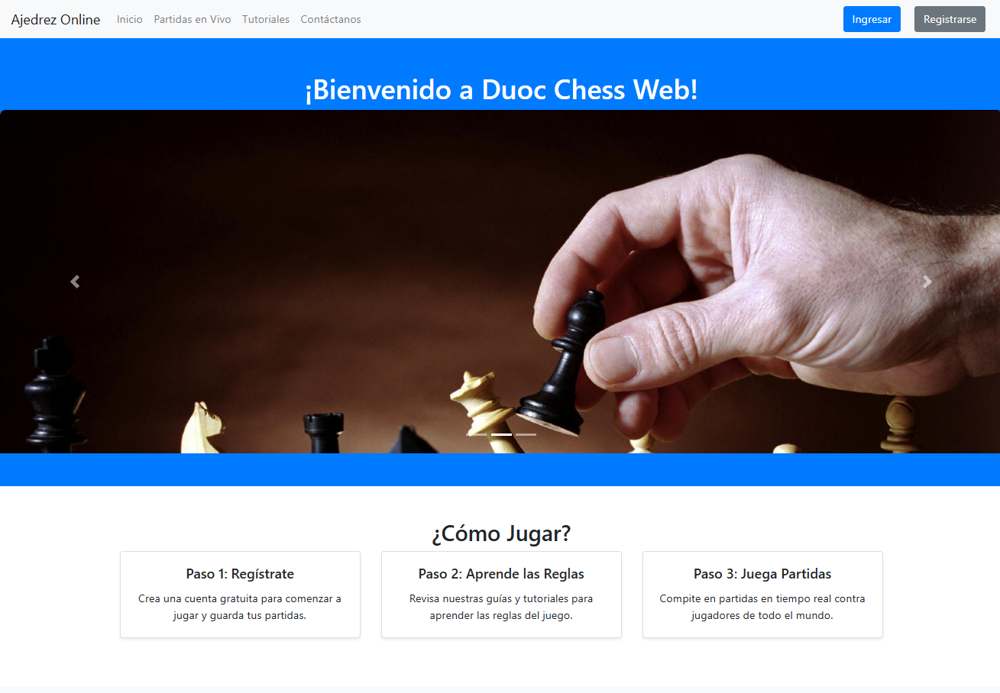 Ajedrez Online Inicio Partidas en Vivo Tutoriales Contáctanos Ingresar Registrarse
¡Bienvenido a Duoc Chess Web!
¿Cómo Jugar?
Paso 1: Regístrate
Crea una cuenta gratuita para comenzar a
jugar y guarda tus partidas.
Paso 2: Aprende las Reglas
Revisa nuestras guías y tutoriales para
aprender las reglas del juego.
Paso 3: Juega Partidas
Compite en partidas en tiempo real contra
jugadores de todo el mundo.